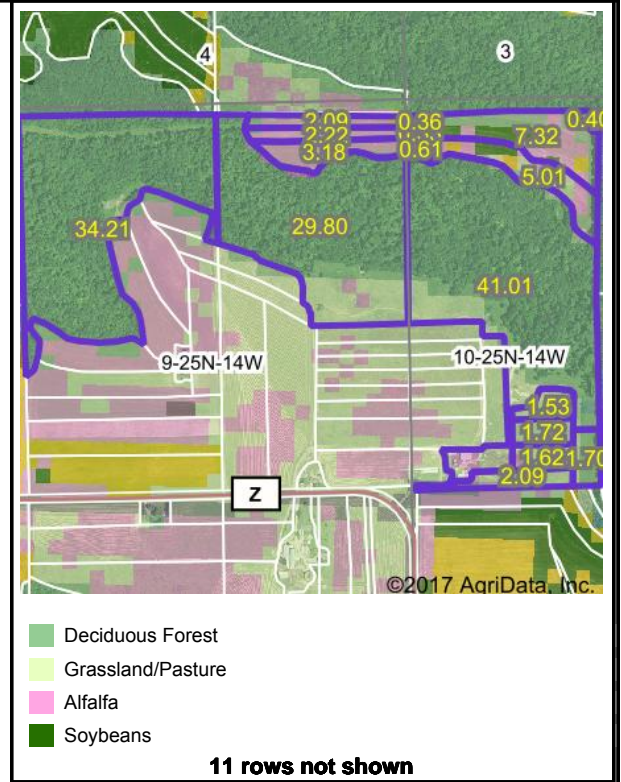 4
3
2.09
0.36
0.40
2.22
7.32
3.18
0.61
5.01
34.21
29.80
41.01
9-25N-14W
10-25N-14W
1.53
1.72
1.62
1.70
2.09
Z
©2017 AgriData, Inc.
Deciduous Forest
Grassland/Pasture
Alfalfa
Soybeans
11 rows not shown